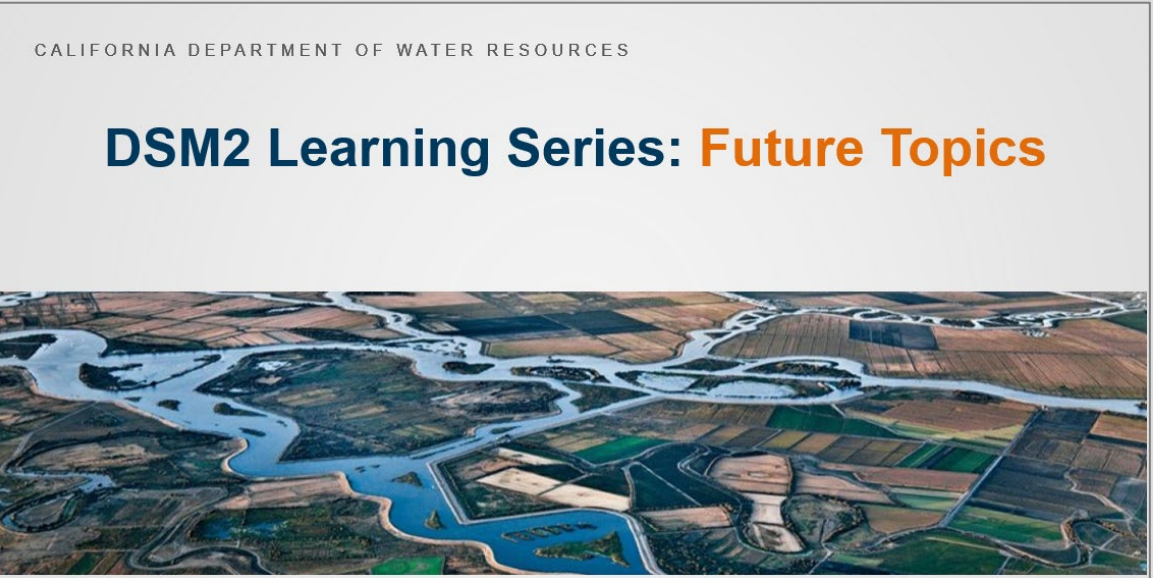 CALIFORNIA DEPARTMENT OF WATER RESOURCES
DSM2 Learning Series: Future Topics